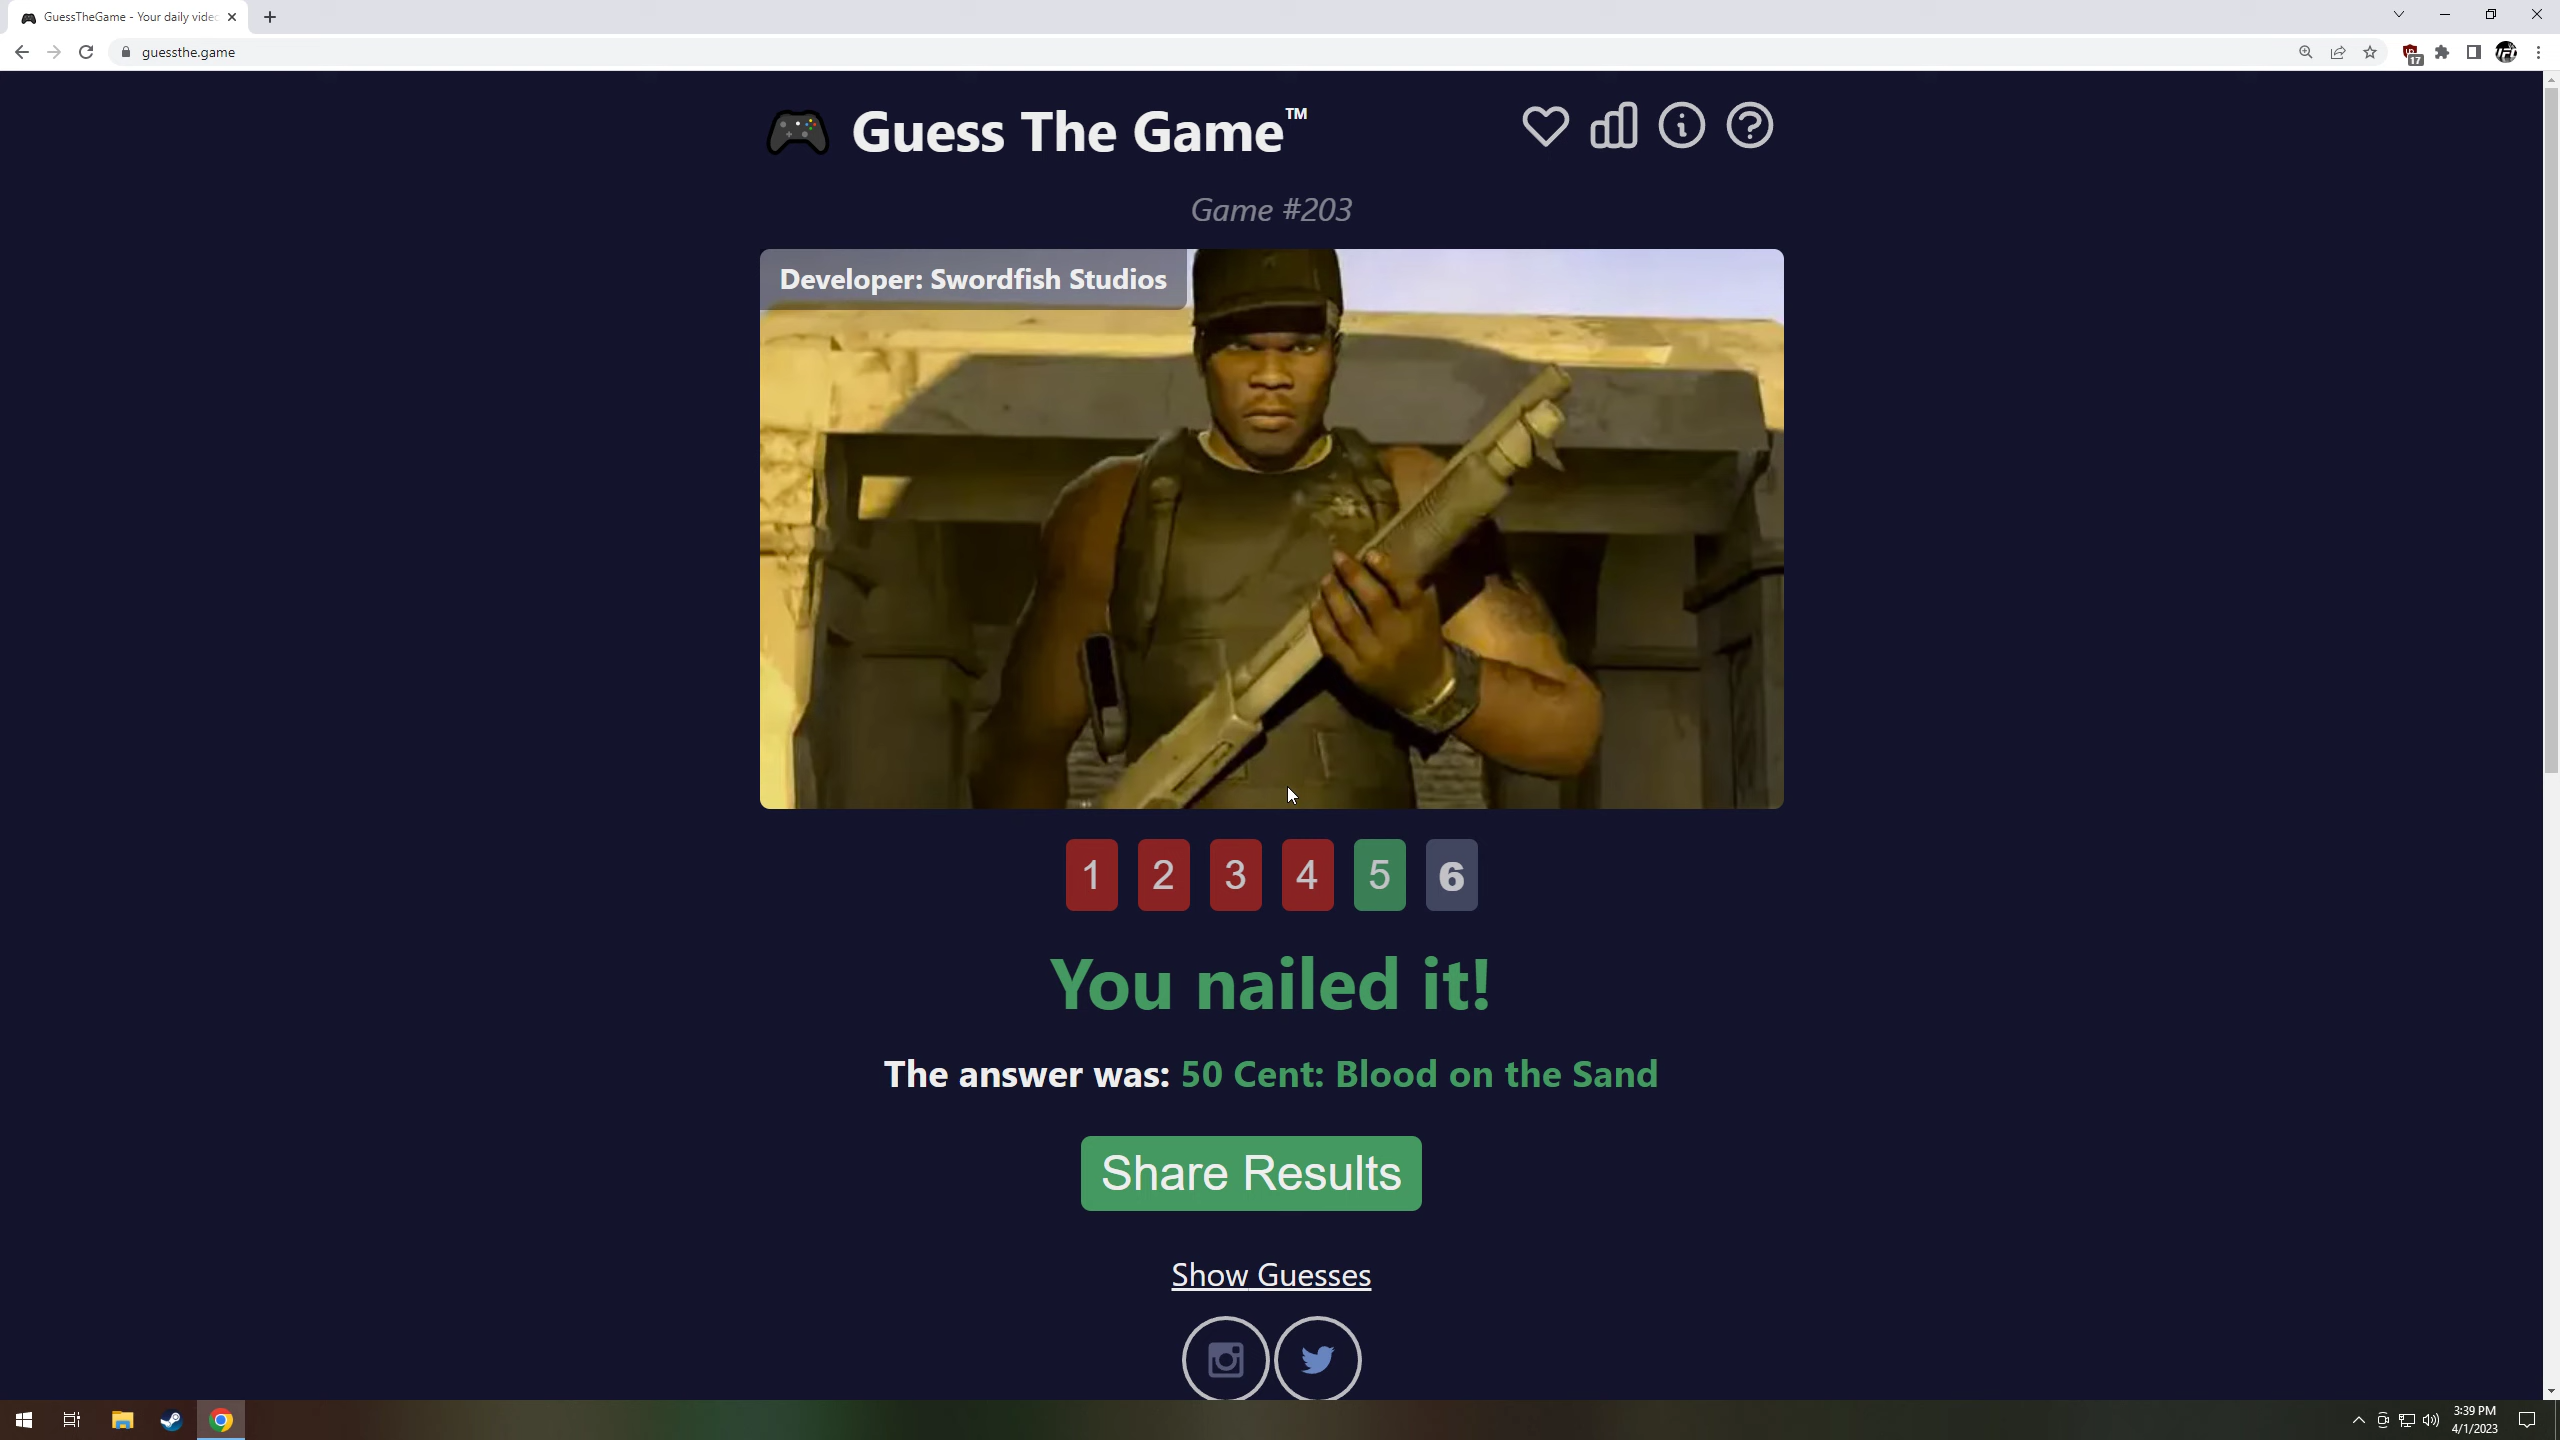 GuessTheGame - Your daily video
guessthe.game
17
Guess The Game™
Game #203
Developer: Swordfish Studios
1 2 3 4 5 6
You nailed it!
The answer was: 50 Cent: Blood on the Sand
Share Results
Show Guesses
3:39 PM
4/1/2023